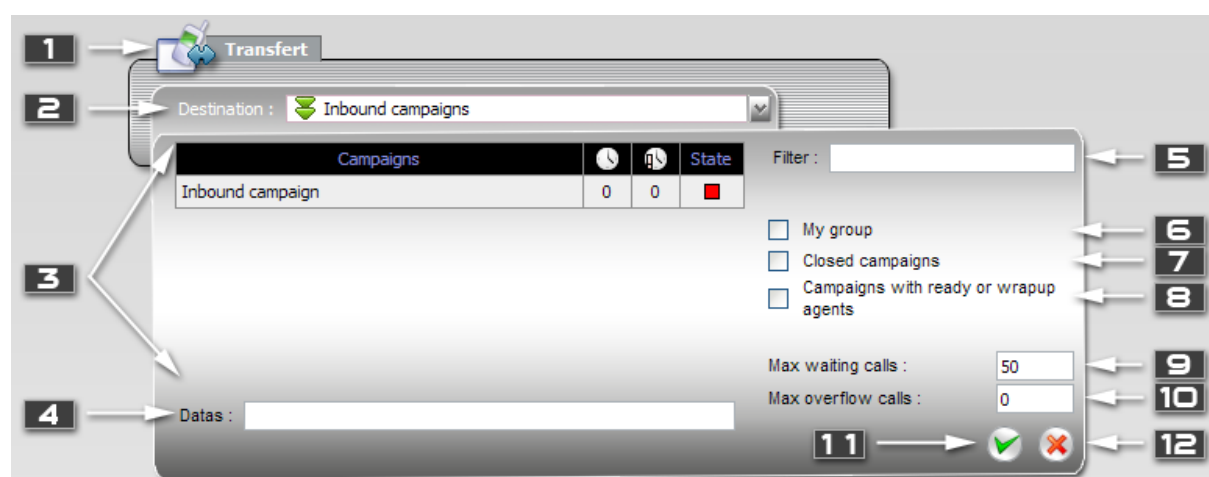 1
Transfert
2
Destination : Inbound campaigns
Campaigns State
Inbound campaign 0 0
3
4
Datas :
Filter :
5
My group
6
Closed campaigns
7
Campaigns with ready or wrapup
agents
8
Max waiting calls : 50
9
Max overflow calls : 0
10
11
12